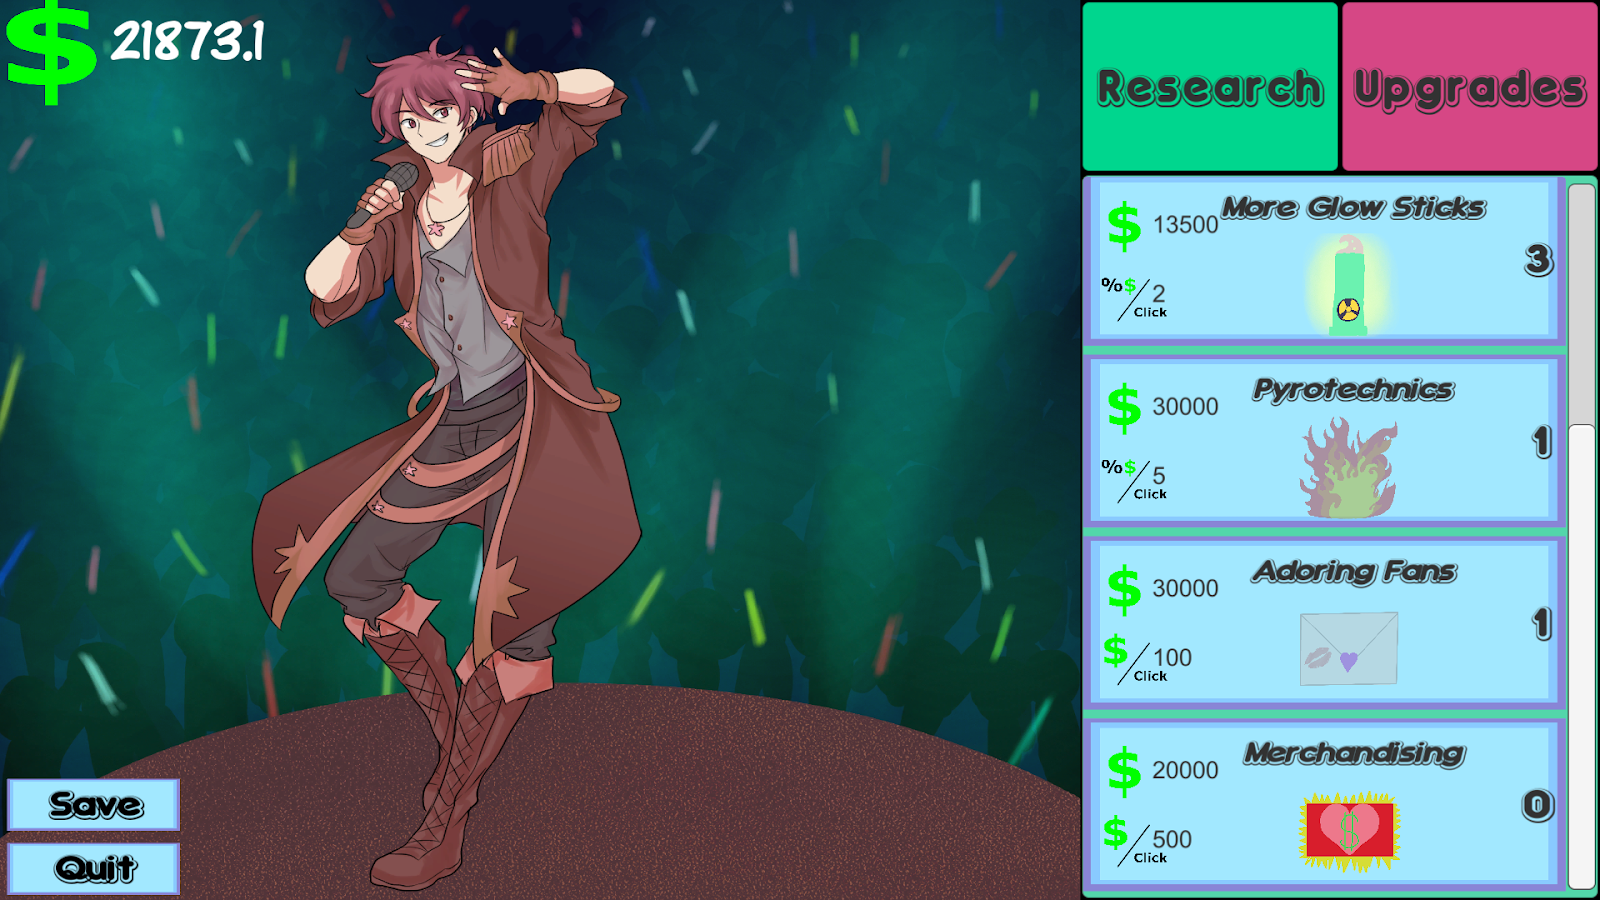 $ 21873.1
Research
Upgrades
More Glow Sticks
$ 13500
3
%$/2
Click
Pyrotechnics
$ 30000
1
%$/5
Click
Adoring Fans
$ 30000
1
$/100
Click
Merchandising
$ 20000
0
$/500
Click
Save
Quit